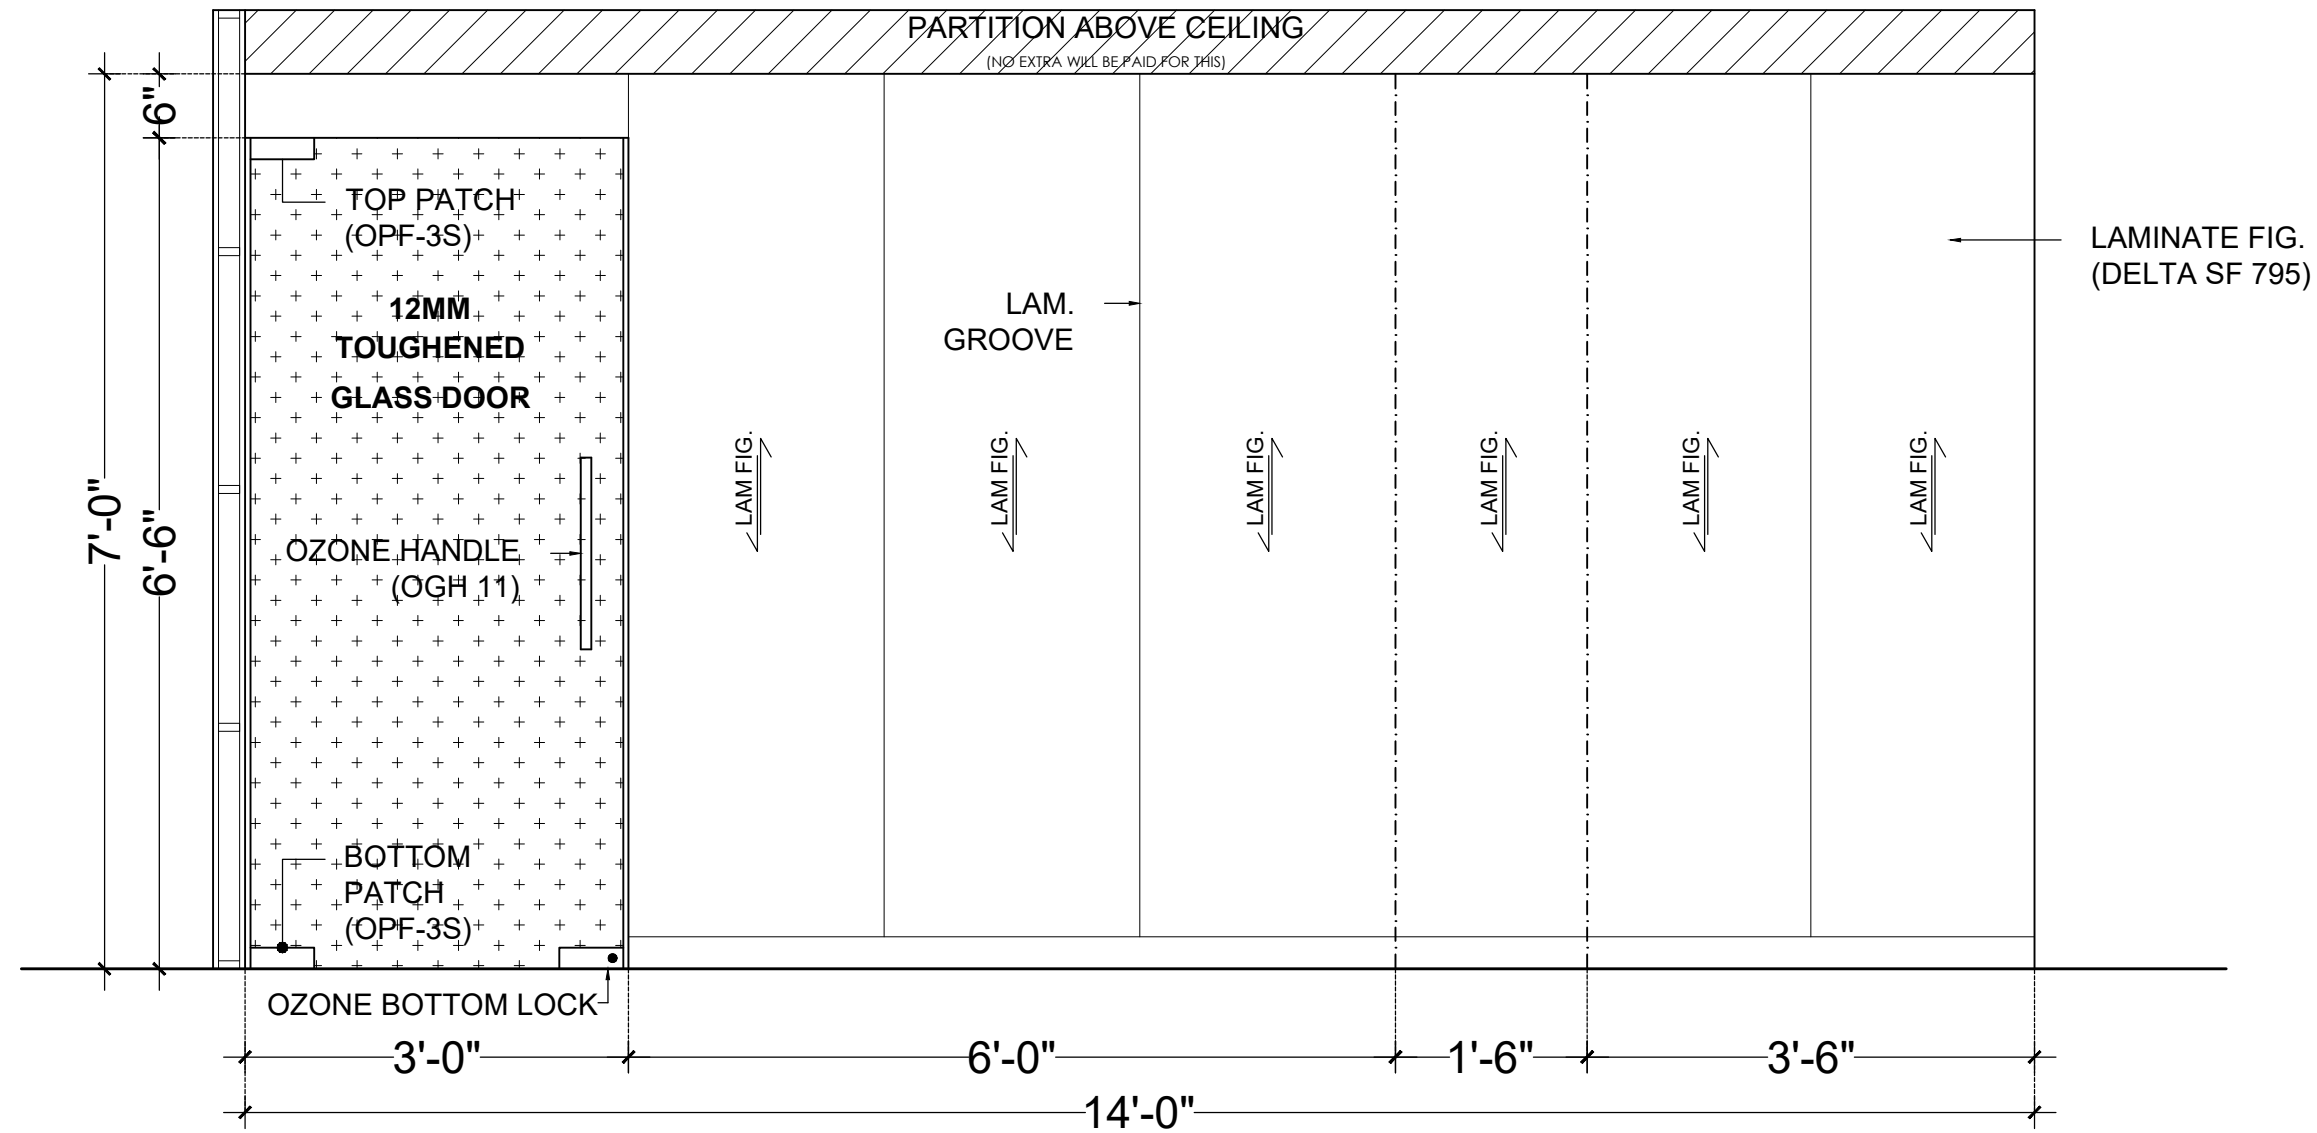 PARTITION ABOVE CEILING
(NO EXTRA WILL BE PAID FOR THIS)
6"
7'-0"
6'-6"
TOP PATCH
(OPF-3S)
12MM
TOUGHENED
GLASS DOOR
OZONE HANDLE
(OGH 11)
BOTTOM
PATCH
(OPF-3S)
OZONE BOTTOM LOCK
LAM.
GROOVE
LAMINATE FIG.
(DELTA SF 795)
LAM FIG.
LAM FIG.
LAM FIG.
LAM FIG.
LAM FIG.
LAM FIG.
3'-0"
6'-0"
1'-6"
3'-6"
14'-0"